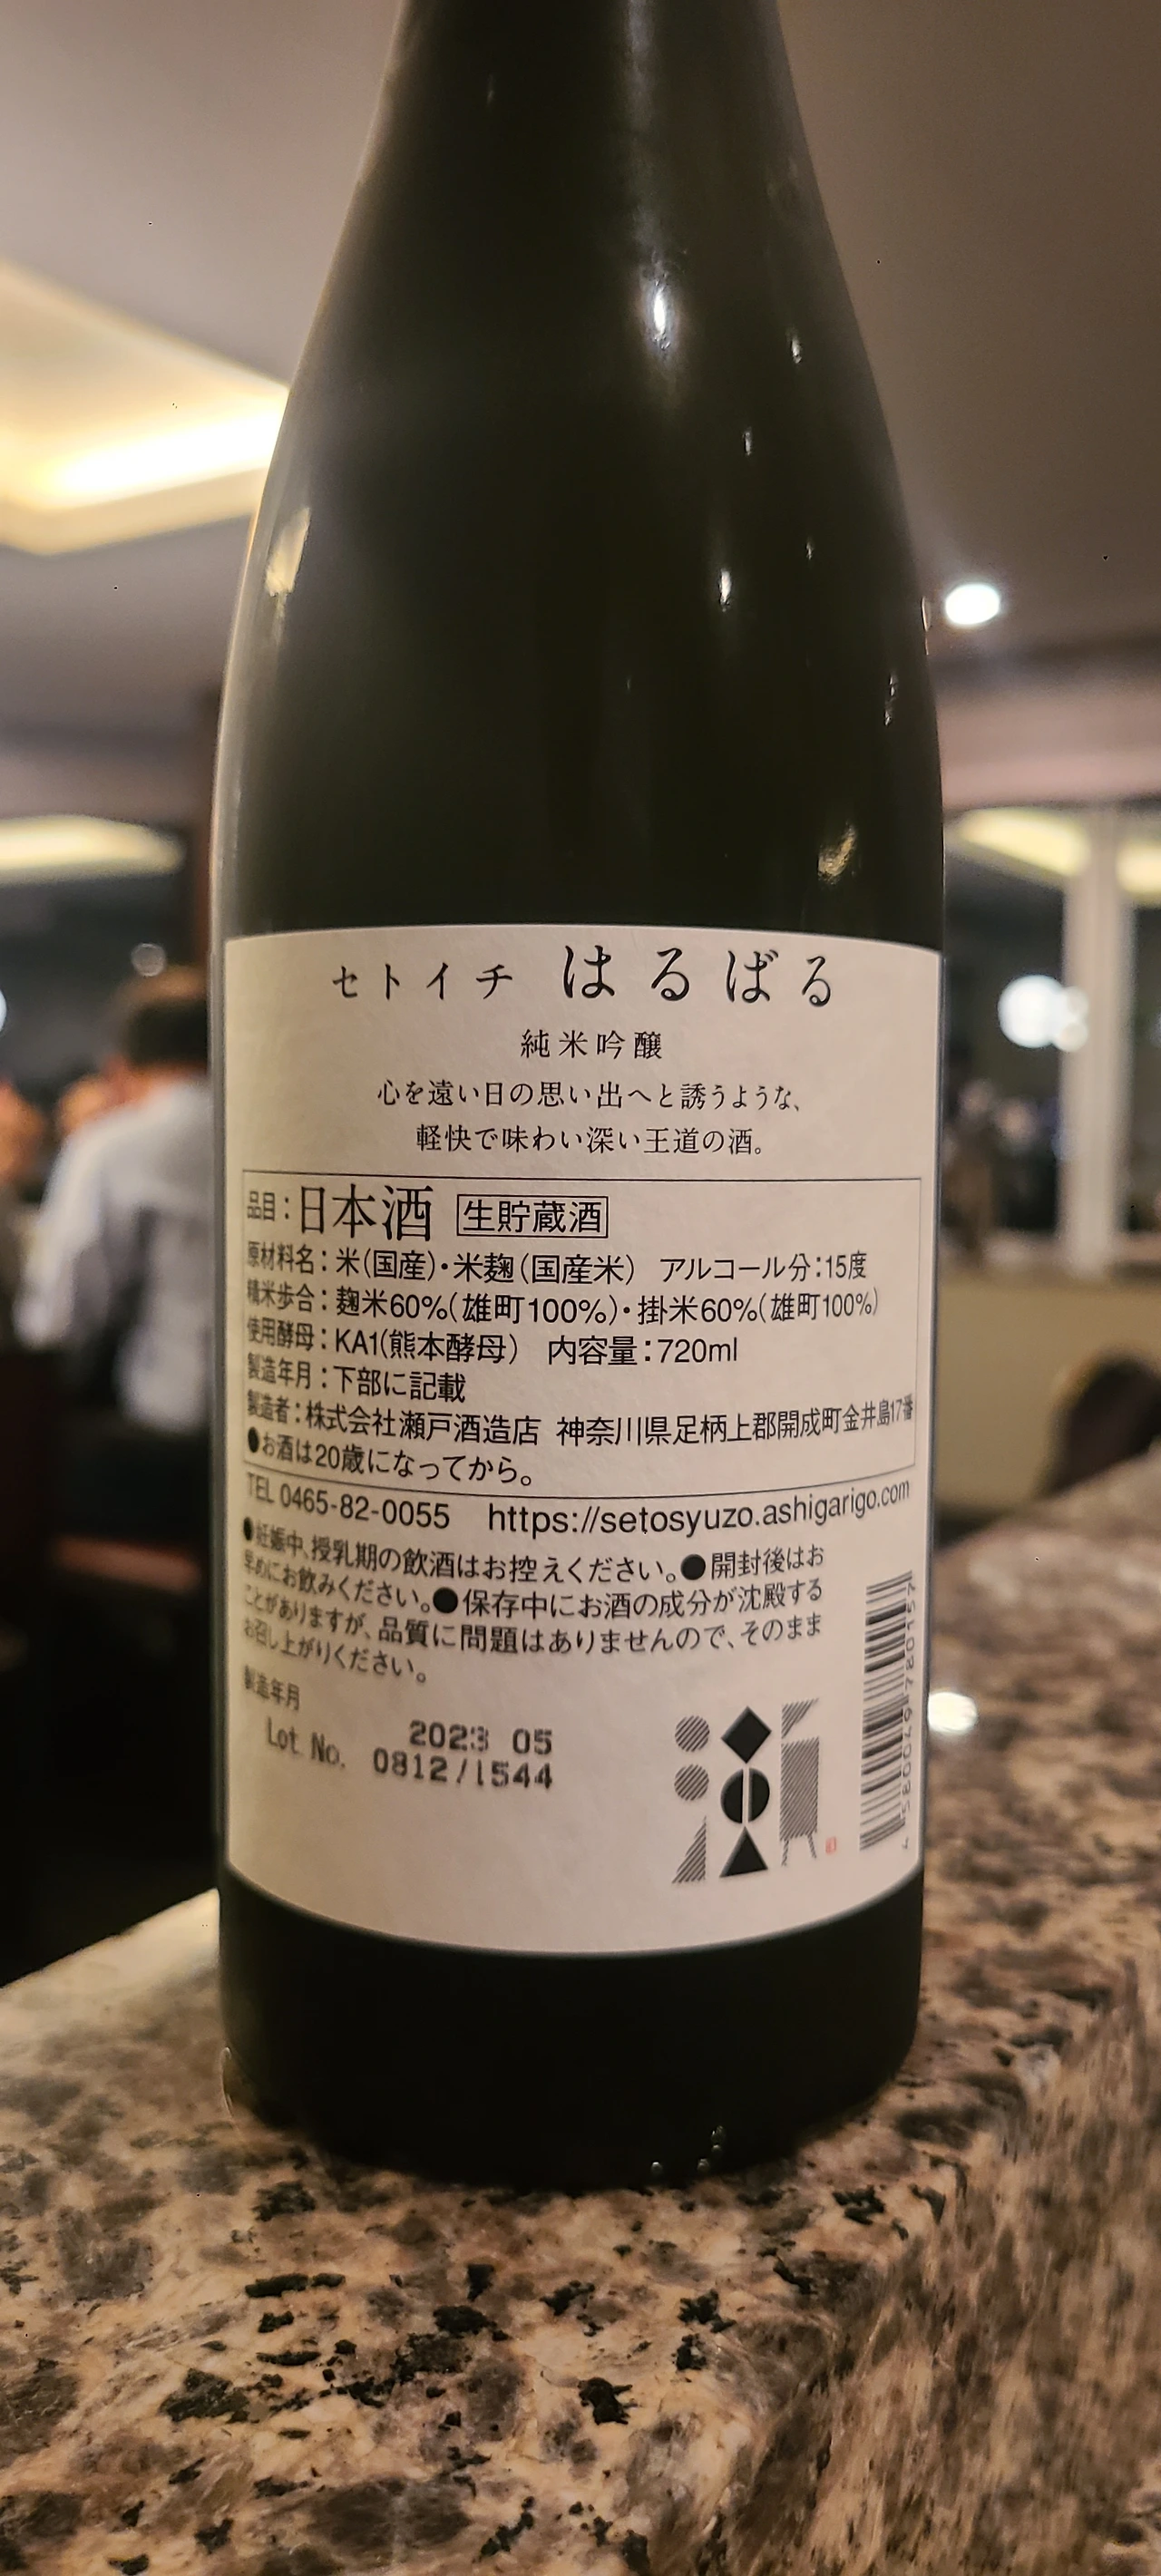 セトイチ はるばる
純米吟醸
心を遠い日の思い出へと誘うような、
軽快で味わい深い王道の酒。
品目：日本酒 生貯蔵酒
原材料名：米(国産)・米麹(国産米) アルコール分：15度
精米歩合：麹米60%(雄町100%)・掛米60%(雄町100%)
使用酵母：KA1(熊本酵母) 内容量：720ml
製造年月：下部に記載
製造者：株式会社瀬戸酒造店 神奈川県足柄上郡開成町金井島17番
●お酒は20歳になってから。
TEL 0465-82-0055 https://setosyuzo.ashigarigo.com
●妊娠中、授乳期の飲酒はお控えください。●開封後はお
早めにお飲みください。●保存中にお酒の成分が沈殿する
ことがありますが、品質に問題はありませんので、そのまま
お召し上がりください。
製造年月
2023 05
Lot No. 0812/1544